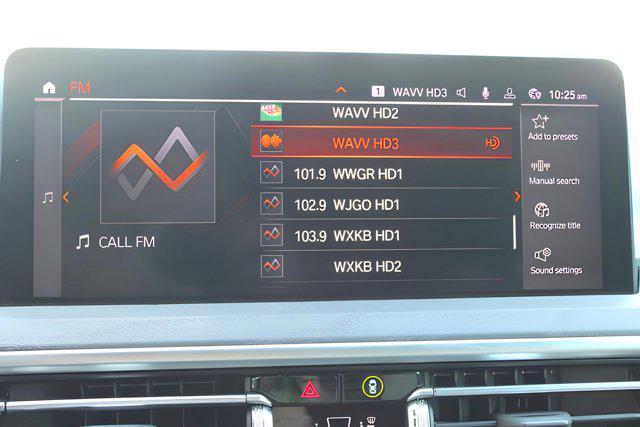 FM
1 WAVV HD3
10:25 am
WAVV HD2
WAVV HD3 HD
101.9 WWGR HD1
102.9 WJGO HD1
103.9 WXKB HD1
WXKB HD2
CALL FM
Add to presets
Manual search
Recognize title
Sound settings